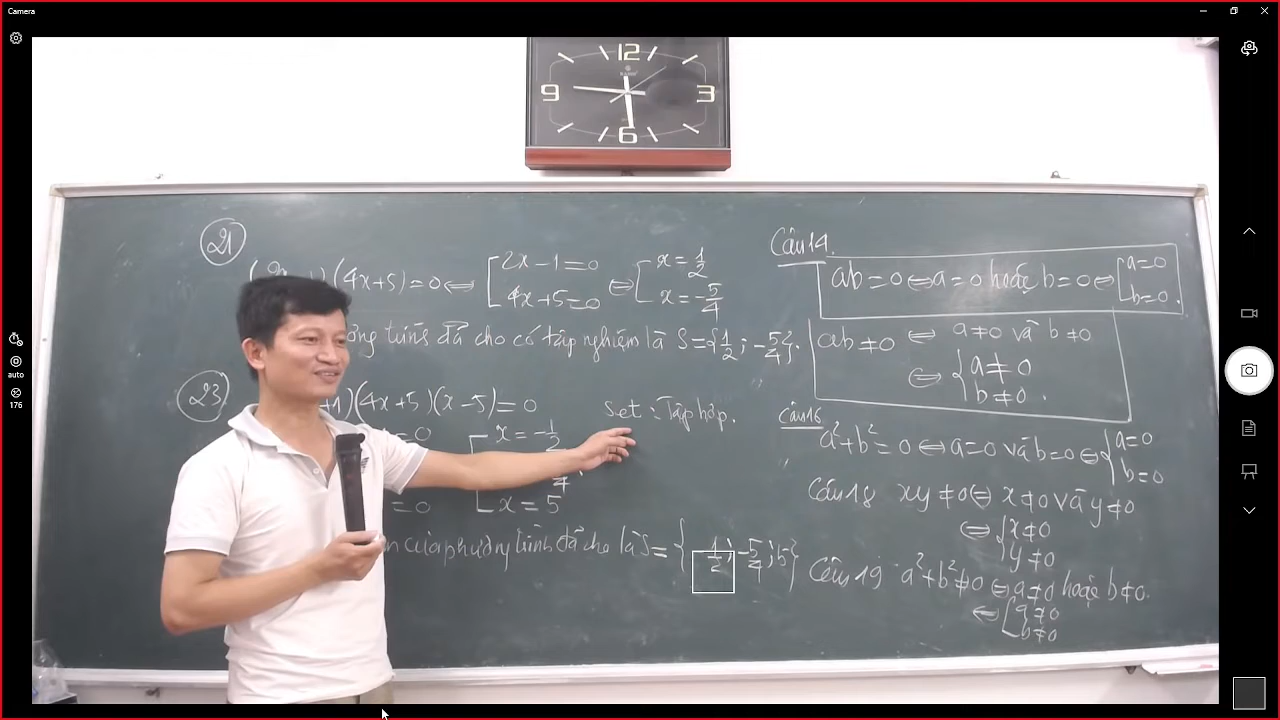 Camera
12
9
3
6
auto
176
21
(4x+5)=0 ⇔ [2x-1=0 4x+5=0 ⇔ [x=1/2 x=-5/4
trình đã cho có tập nghiệm là S={1/2; -5/4}.
23
+1)(4x+5)(x-5)=0
=0 [x=-1/2
=0 x=5
Set: Tập hợp.
của phương trình đã cho là S={-1/2; -5/4; 5}
Câu 14.
ab=0 ⇔ a=0 hoặc b=0 ⇔ [a=0 b=0.
ab≠0 ⇔ a≠0 và b≠0
⇔ {a≠0 b≠0.
Câu 16
a²+b²=0 ⇔ a=0 và b=0 ⇔ {a=0 b=0
Câu 18 xy≠0 ⇔ x≠0 và y≠0
⇔ {x≠0 y≠0
Câu 19 a²+b²≠0 ⇔ a≠0 hoặc b≠0.
⇔ [a≠0 b≠0